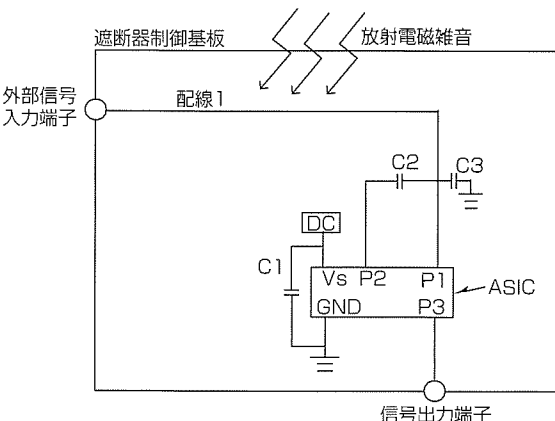 遮断器制御基板
放射電磁雑音
外部信号
入力端子
配線1
C2
C3
DC
C1
Vs P2 P1
ASIC
GND P3
信号出力端子